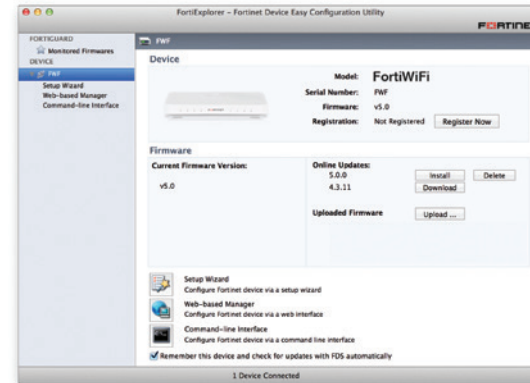 FortiExplorer – Fortinet Device Easy Configuration Utility
FORTINE
FORTIGUARD
Monitored Firmwares
DEVICE
FWF
Setup Wizard
Web-based Manager
Command-line Interface
FWF
Device
Model: FortiWiFi
Serial Number: FWF
Firmware: v5.0
Registration: Not Registered Register Now
Firmware
Current Firmware Version:
v5.0
Online Updates:
5.0.0 Install Delete
4.3.11 Download
Uploaded Firmware Upload ...
Setup Wizard
Configure Fortinet device via a setup wizard
Web-based Manager
Configure Fortinet device via a web interface
Command-line Interface
Configure Fortinet device via a command line interface
Remember this device and check for updates with FDS automatically
1 Device Connected